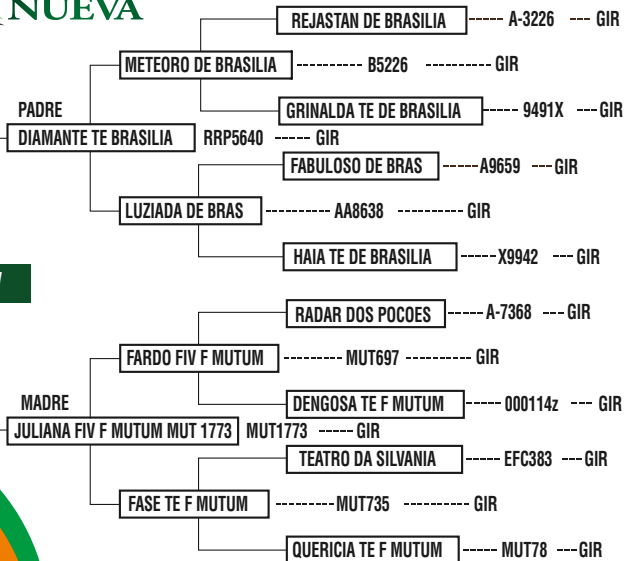 NUEVA
REJASTAN DE BRASILIA ----- A-3226 --- GIR
METEORO DE BRASILIA ---------- B5226 ---------- GIR
GRINALDA TE DE BRASILIA ----- 9491X --- GIR
PADRE
DIAMANTE TE BRASILIA RRP5640 ----- GIR
FABULOSO DE BRAS ----- A9659 --- GIR
LUZIADA DE BRAS ---------- AA8638 ---------- GIR
HAIA TE DE BRASILIA ----- X9942 --- GIR
RADAR DOS POCOES ----- A-7368 --- GIR
FARDO FIV F MUTUM --------- MUT697 ---------- GIR
DENGOSA TE F MUTUM ----- 000114z --- GIR
MADRE
JULIANA FIV F MUTUM MUT 1773 MUT1773 ----- GIR
TEATRO DA SILVANIA ----- EFC383 --- GIR
FASE TE F MUTUM ---------MUT735 ---------- GIR
QUERICIA TE F MUTUM ----- MUT78 ---GIR